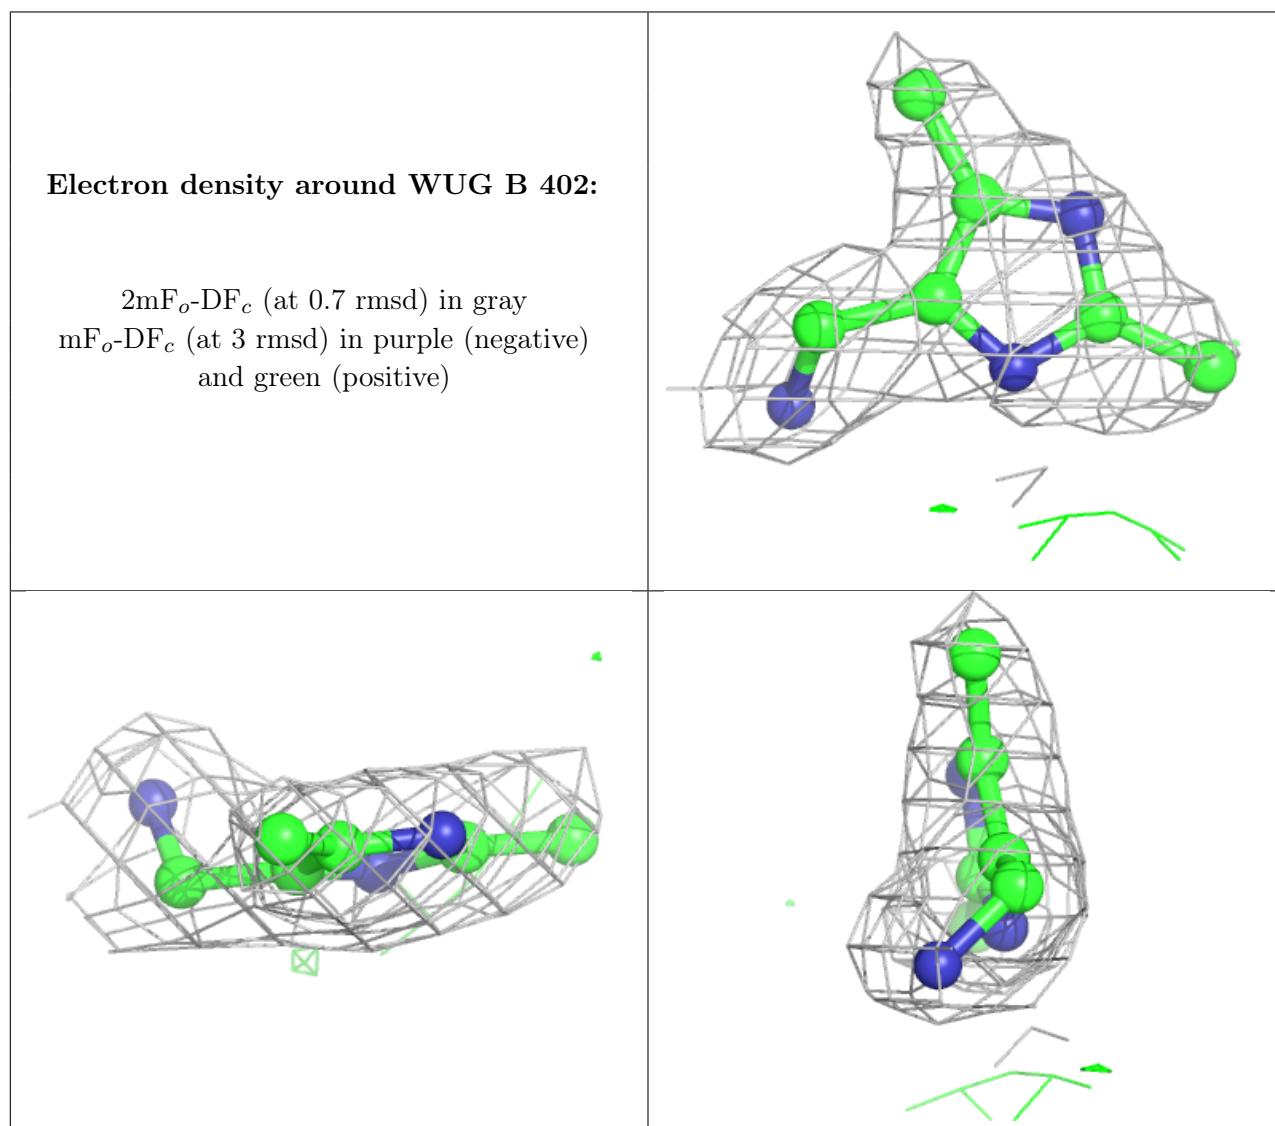 Electron density around WUG B 402:
2mFₒ-DF𝒸 (at 0.7 rmsd) in gray
mFₒ-DF𝒸 (at 3 rmsd) in purple (negative)
and green (positive)